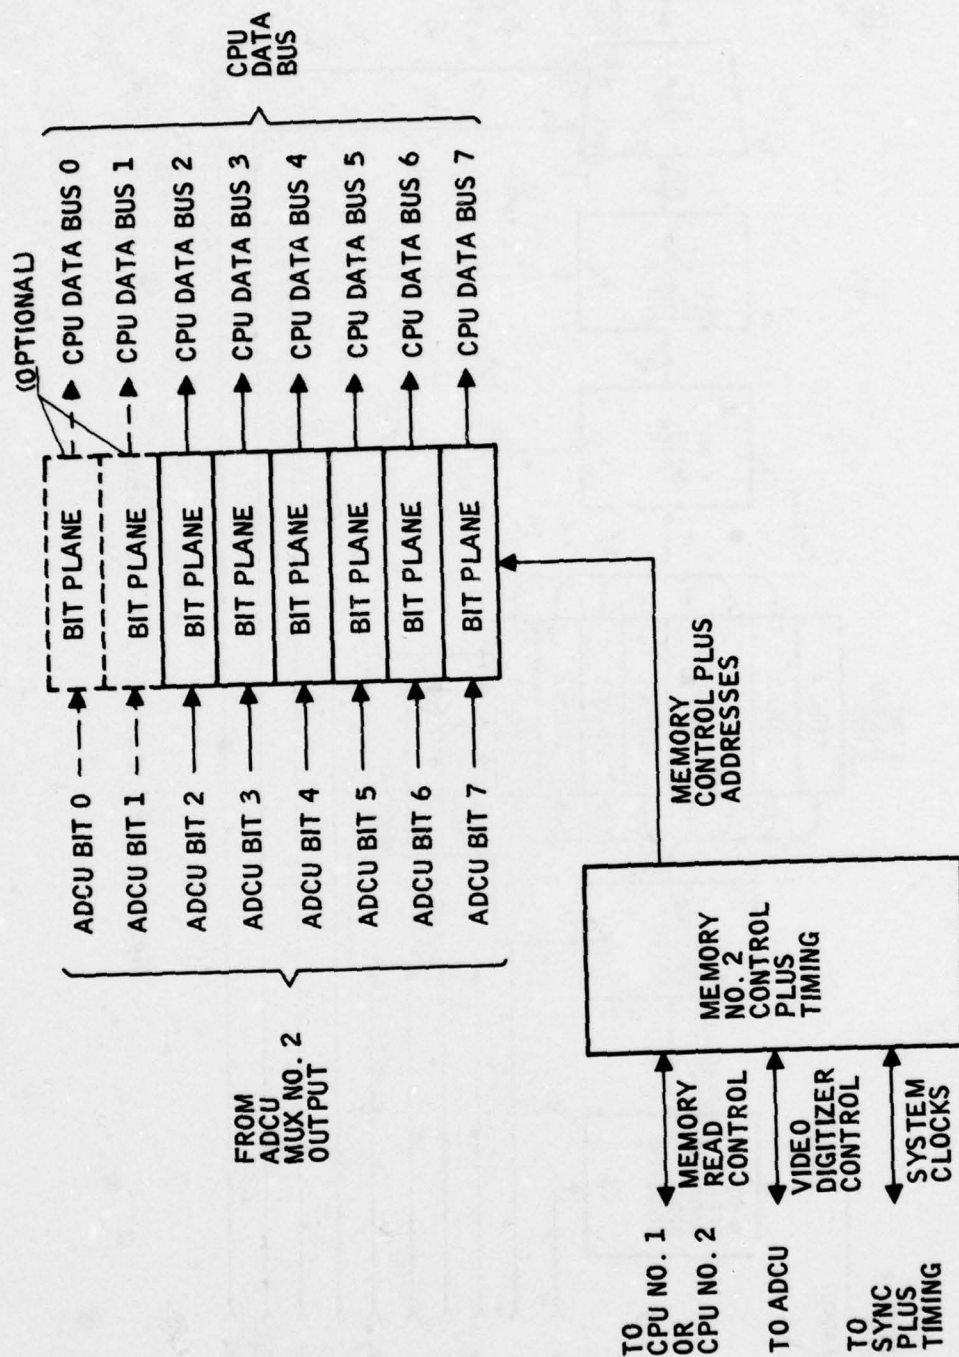 (OPTIONAL)
FROM
ADCU
MUX NO. 2
OUTPUT
ADCU BIT 0
BIT PLANE
CPU DATA BUS 0
ADCU BIT 1
BIT PLANE
CPU DATA BUS 1
ADCU BIT 2
BIT PLANE
CPU DATA BUS 2
ADCU BIT 3
BIT PLANE
CPU DATA BUS 3
ADCU BIT 4
BIT PLANE
CPU DATA BUS 4
ADCU BIT 5
BIT PLANE
CPU DATA BUS 5
ADCU BIT 6
BIT PLANE
CPU DATA BUS 6
ADCU BIT 7
BIT PLANE
CPU DATA BUS 7
CPU
DATA
BUS
MEMORY
CONTROL PLUS
ADDRESSES
TO
CPU NO. 1
OR
CPU NO. 2
MEMORY
READ
CONTROL
TO ADCU
VIDEO
DIGITIZER
CONTROL
TO
SYNC
PLUS
TIMING
SYSTEM
CLOCKS
MEMORY
NO. 2
CONTROL
PLUS
TIMING